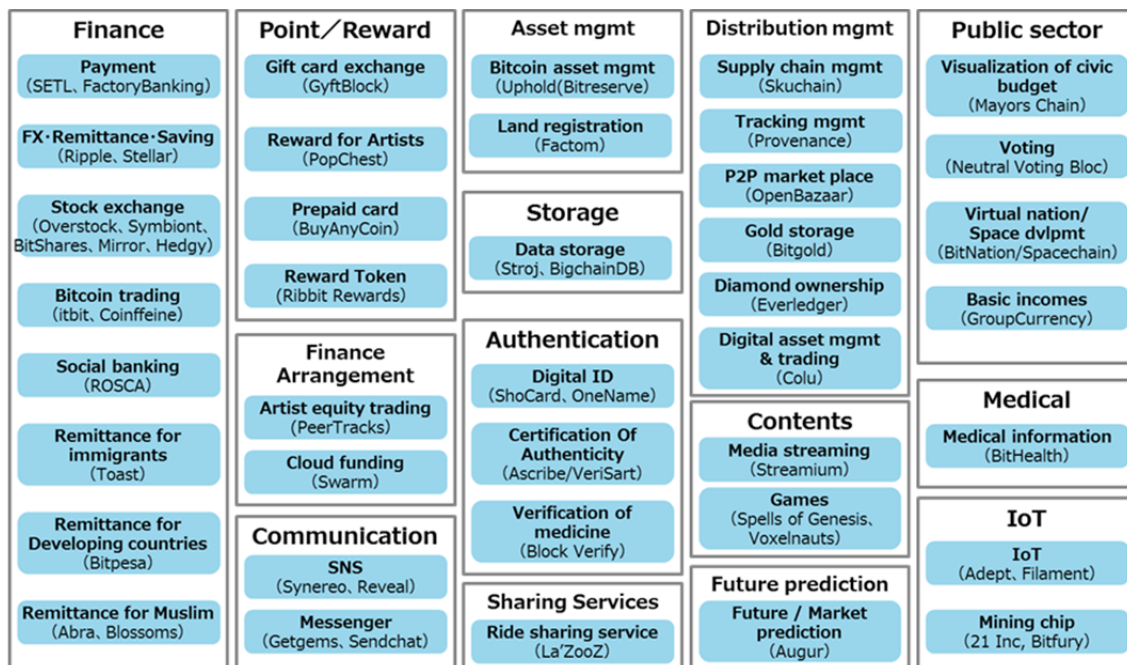 Finance
Payment
(SETL、FactoryBanking)
FX・Remittance・Saving
(Ripple、Stellar)
Stock exchange
(Overstock、Symbiont、
BitShares、Mirror、Hedgy)
Bitcoin trading
(itbit、Coinffeine)
Social banking
(ROSCA)
Remittance for
immigrants
(Toast)
Remittance for
Developing countries
(Bitpesa)
Remittance for Muslim
(Abra、Blossoms)
Point／Reward
Gift card exchange
(GyftBlock)
Reward for Artists
(PopChest)
Prepaid card
(BuyAnyCoin)
Reward Token
(Ribbit Rewards)
Finance
Arrangement
Artist equity trading
(PeerTracks)
Cloud funding
(Swarm)
Communication
SNS
(Synereo、Reveal)
Messenger
(Getgems、Sendchat)
Asset mgmt
Bitcoin asset mgmt
(Uphold(Bitreserve)
Land registration
(Factom)
Storage
Data storage
(Stroj、BigchainDB)
Authentication
Digital ID
(ShoCard、OneName)
Certification Of
Authenticity
(Ascribe/VeriSart)
Verification of
medicine
(Block Verify)
Sharing Services
Ride sharing service
(La'ZooZ)
Distribution mgmt
Supply chain mgmt
(Skuchain)
Tracking mgmt
(Provenance)
P2P market place
(OpenBazaar)
Gold storage
(Bitgold)
Diamond ownership
(Everledger)
Digital asset mgmt
& trading
(Colu)
Contents
Media streaming
(Streamium)
Games
(Spells of Genesis、
Voxelnauts)
Future prediction
Future / Market
prediction
(Augur)
Public sector
Visualization of civic
budget
(Mayors Chain)
Voting
(Neutral Voting Bloc)
Virtual nation/
Space dvlpmt
(BitNation/Spacechain)
Basic incomes
(GroupCurrency)
Medical
Medical information
(BitHealth)
IoT
IoT
(Adept、Filament)
Mining chip
(21 Inc, Bitfury)